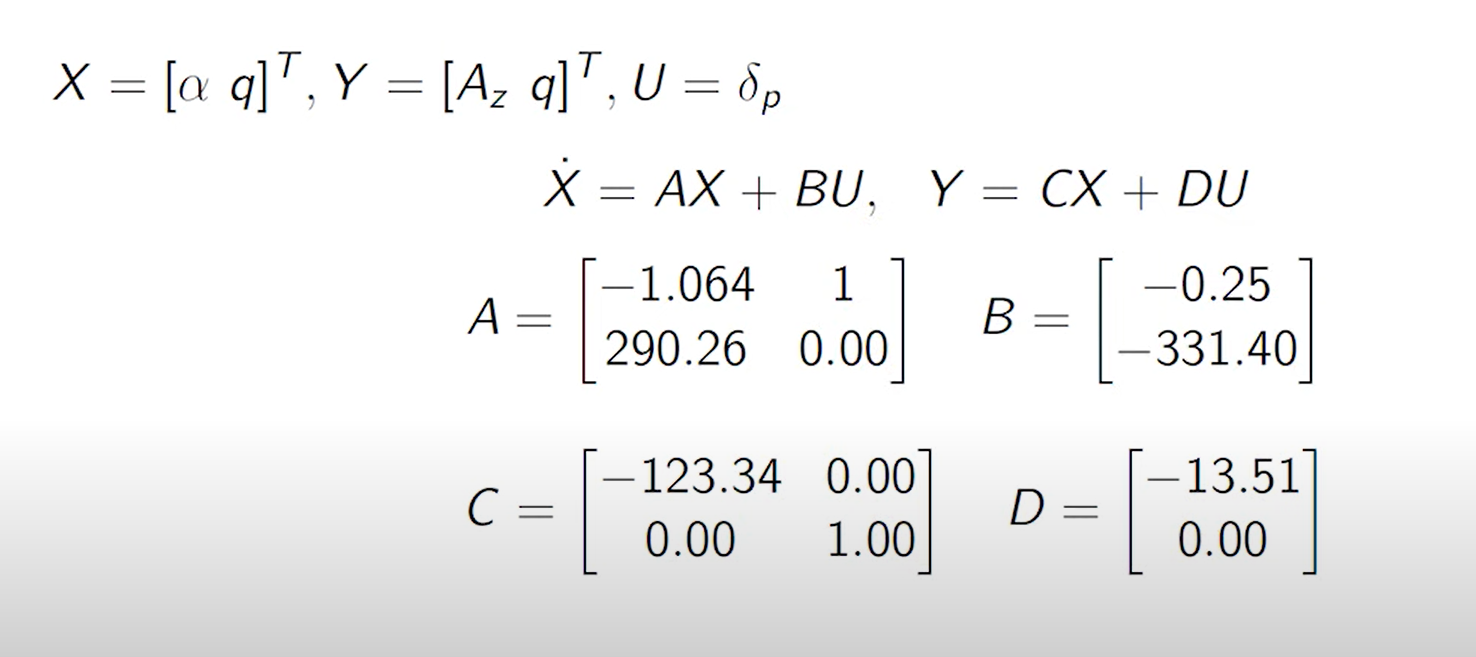 X = [α q]ᵀ, Y = [A_z q]ᵀ, U = δ_p
Ẋ = AX + BU, Y = CX + DU
A = [−1.064 1; 290.26 0.00] B = [−0.25; −331.40]
C = [−123.34 0.00; 0.00 1.00] D = [−13.51; 0.00]